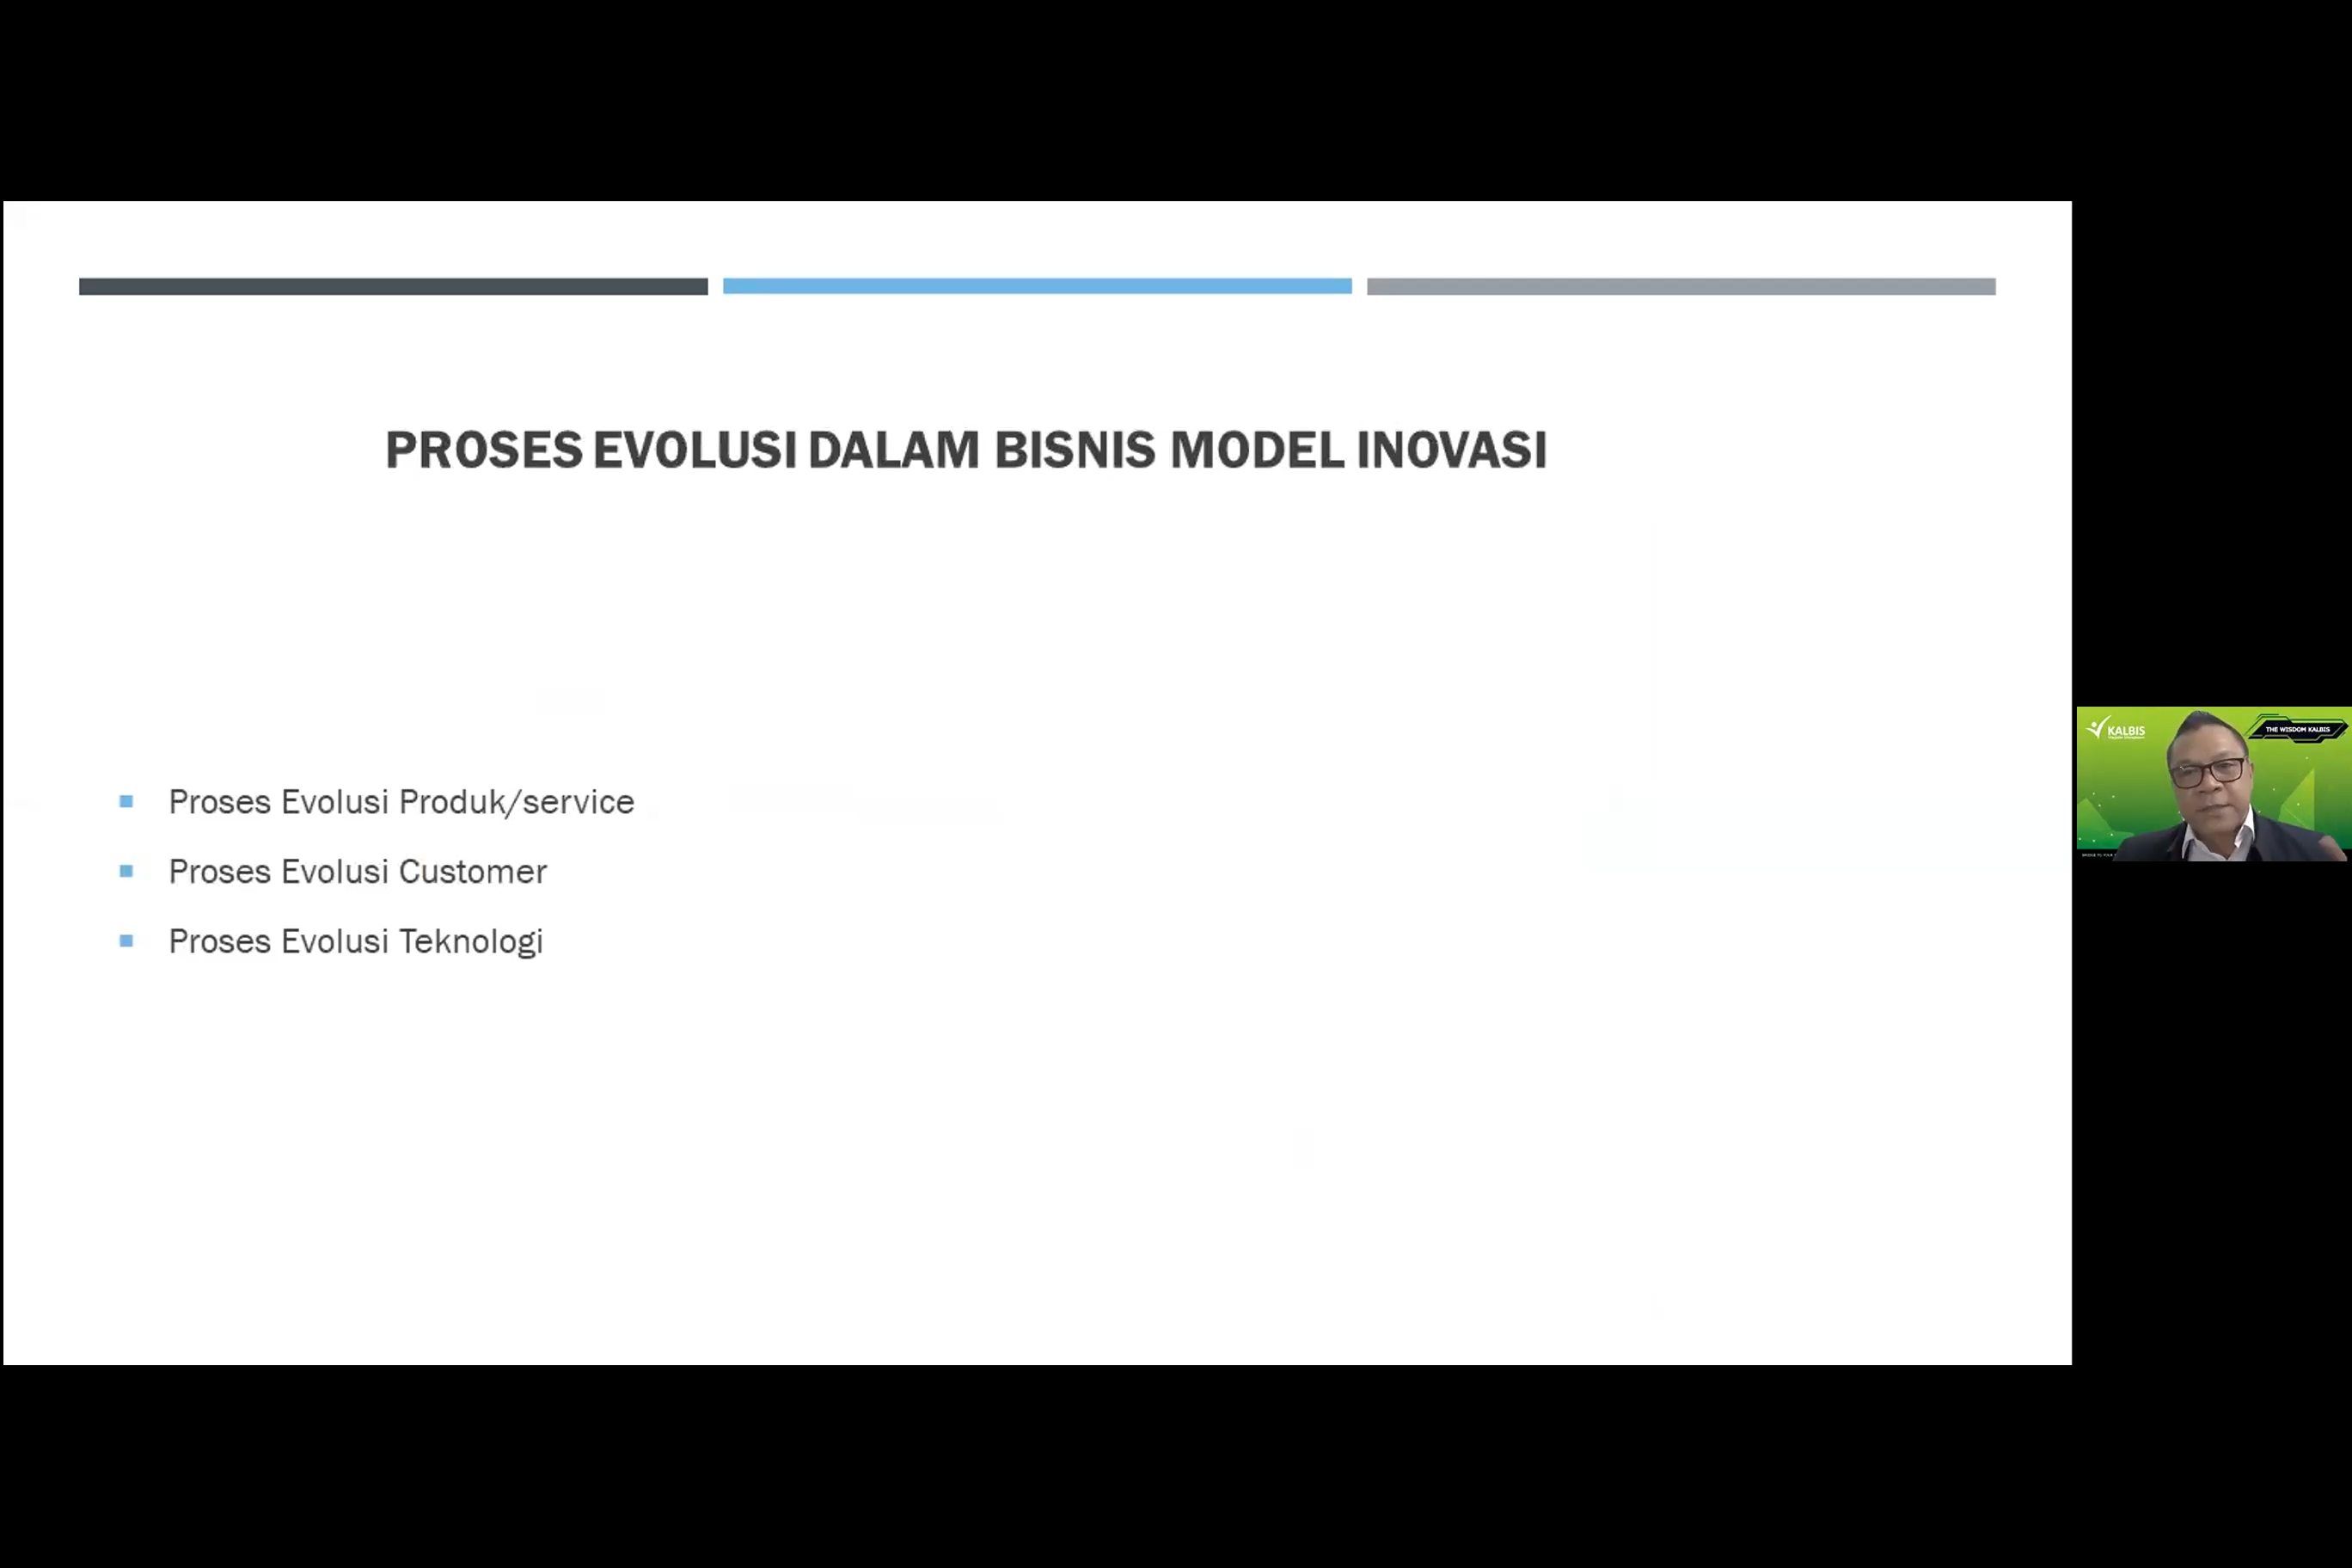 PROSES EVOLUSI DALAM BISNIS MODEL INOVASI
Proses Evolusi Produk/service
Proses Evolusi Customer
Proses Evolusi Teknologi
KALBIS
THE WISDOM KALBIS